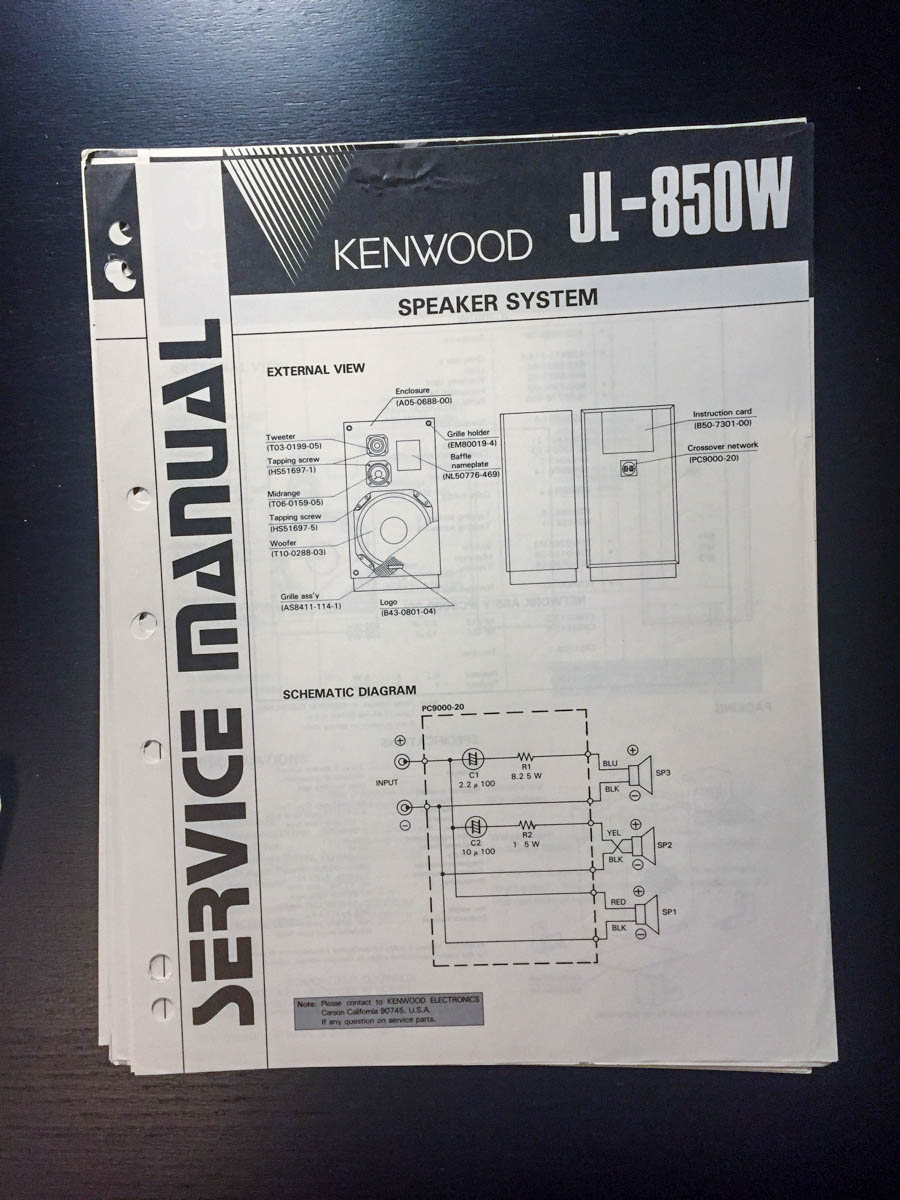 SERVICE MANUAL
KENWOOD
JL-850W
SPEAKER SYSTEM
EXTERNAL VIEW
Enclosure
(A05-0688-00)
Tweeter
(T03-0199-05)
Tapping screw
(HS51697-1)
Midrange
(T06-0159-05)
Tapping screw
(HS51697-5)
Woofer
(T10-0288-03)
Grille ass'y
(AS8411-114-1)
Logo
(B43-0801-04)
Grille holder
(EM80019-4)
Baffle
nameplate
(NL50776-469)
Instruction card
(B50-7301-00)
Crossover network
(PC9000-20)
SCHEMATIC DIAGRAM
PC9000-20
+
INPUT
−
C1
2.2 μ 100
R1
8.2 5 W
BLU
BLK
+
−
SP3
C2
10 μ 100
R2
1 5 W
YEL
BLK
+
−
SP2
RED
BLK
+
−
SP1
Note: Please contact to KENWOOD ELECTRONICS
Carson California 90745, U.S.A.
If any question on service parts.